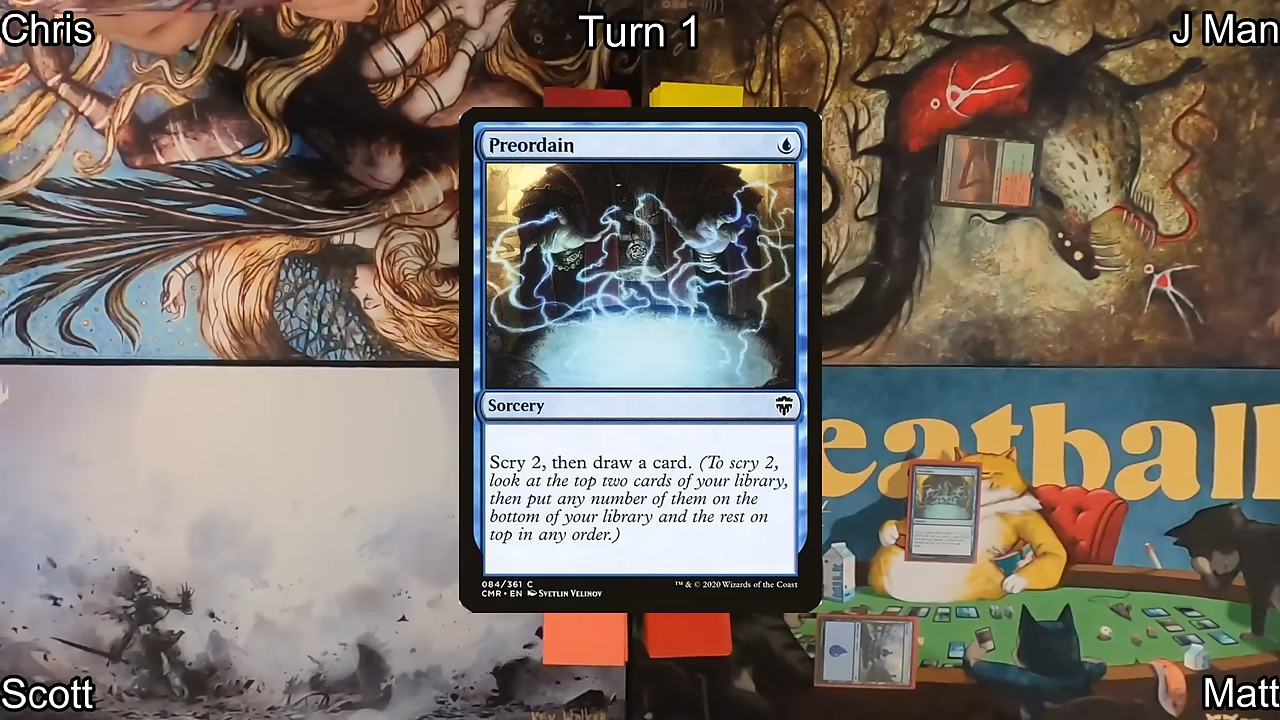 Chris
Turn 1
J Man
Preordain
Sorcery
Scry 2, then draw a card. (To scry 2,
look at the top two cards of your library,
then put any number of them on the
bottom of your library and the rest on
top in any order.)
084/361 C
CMR • EN Svetlin Velinov
™ & © 2020 Wizards of the Coast
eatball
Scott
Matt